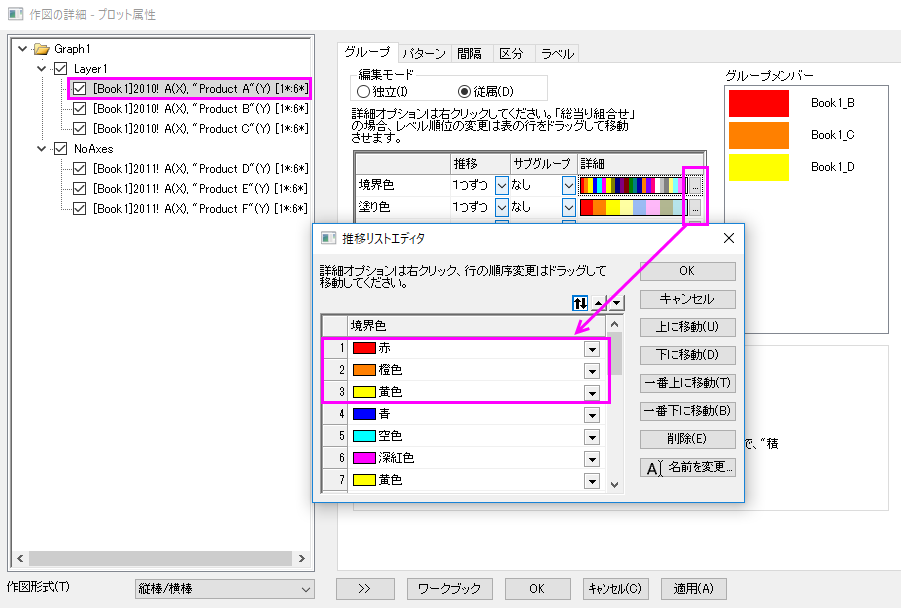 作図の詳細 - プロット属性
Graph1
Layer1
[Book1]2010! A(X), "Product A"(Y) [1*:6*]
[Book1]2010! A(X), "Product B"(Y) [1*:6*]
[Book1]2010! A(X), "Product C"(Y) [1*:6*]
NoAxes
[Book1]2011! A(X), "Product D"(Y) [1*:6*]
[Book1]2011! A(X), "Product E"(Y) [1*:6*]
[Book1]2011! A(X), "Product F"(Y) [1*:6*]
作図形式(T)
縦棒/横棒
グループ パターン 間隔 区分 ラベル
編集モード
独立(I) 従属(D)
詳細オプションは右クリックしてください。「総当り組合せ」
の場合、レベル順位の変更は表の行をドラッグして移動
させます。
推移 サブグループ 詳細
境界色 1つずつ なし ...
塗り色 1つずつ なし ...
グループメンバー
Book1_B
Book1_C
Book1_D
推移リストエディタ
詳細オプションは右クリック、行の順序変更はドラッグして
移動してください。
境界色
1 赤
2 橙色
3 黄色
4 青
5 空色
6 深紅色
7 黄色
OK
キャンセル
上に移動(U)
下に移動(D)
一番上に移動(T)
一番下に移動(B)
削除(E)
A 名前を変更...
で、"積
>> ワークブック OK キャンセル(C) 適用(A)